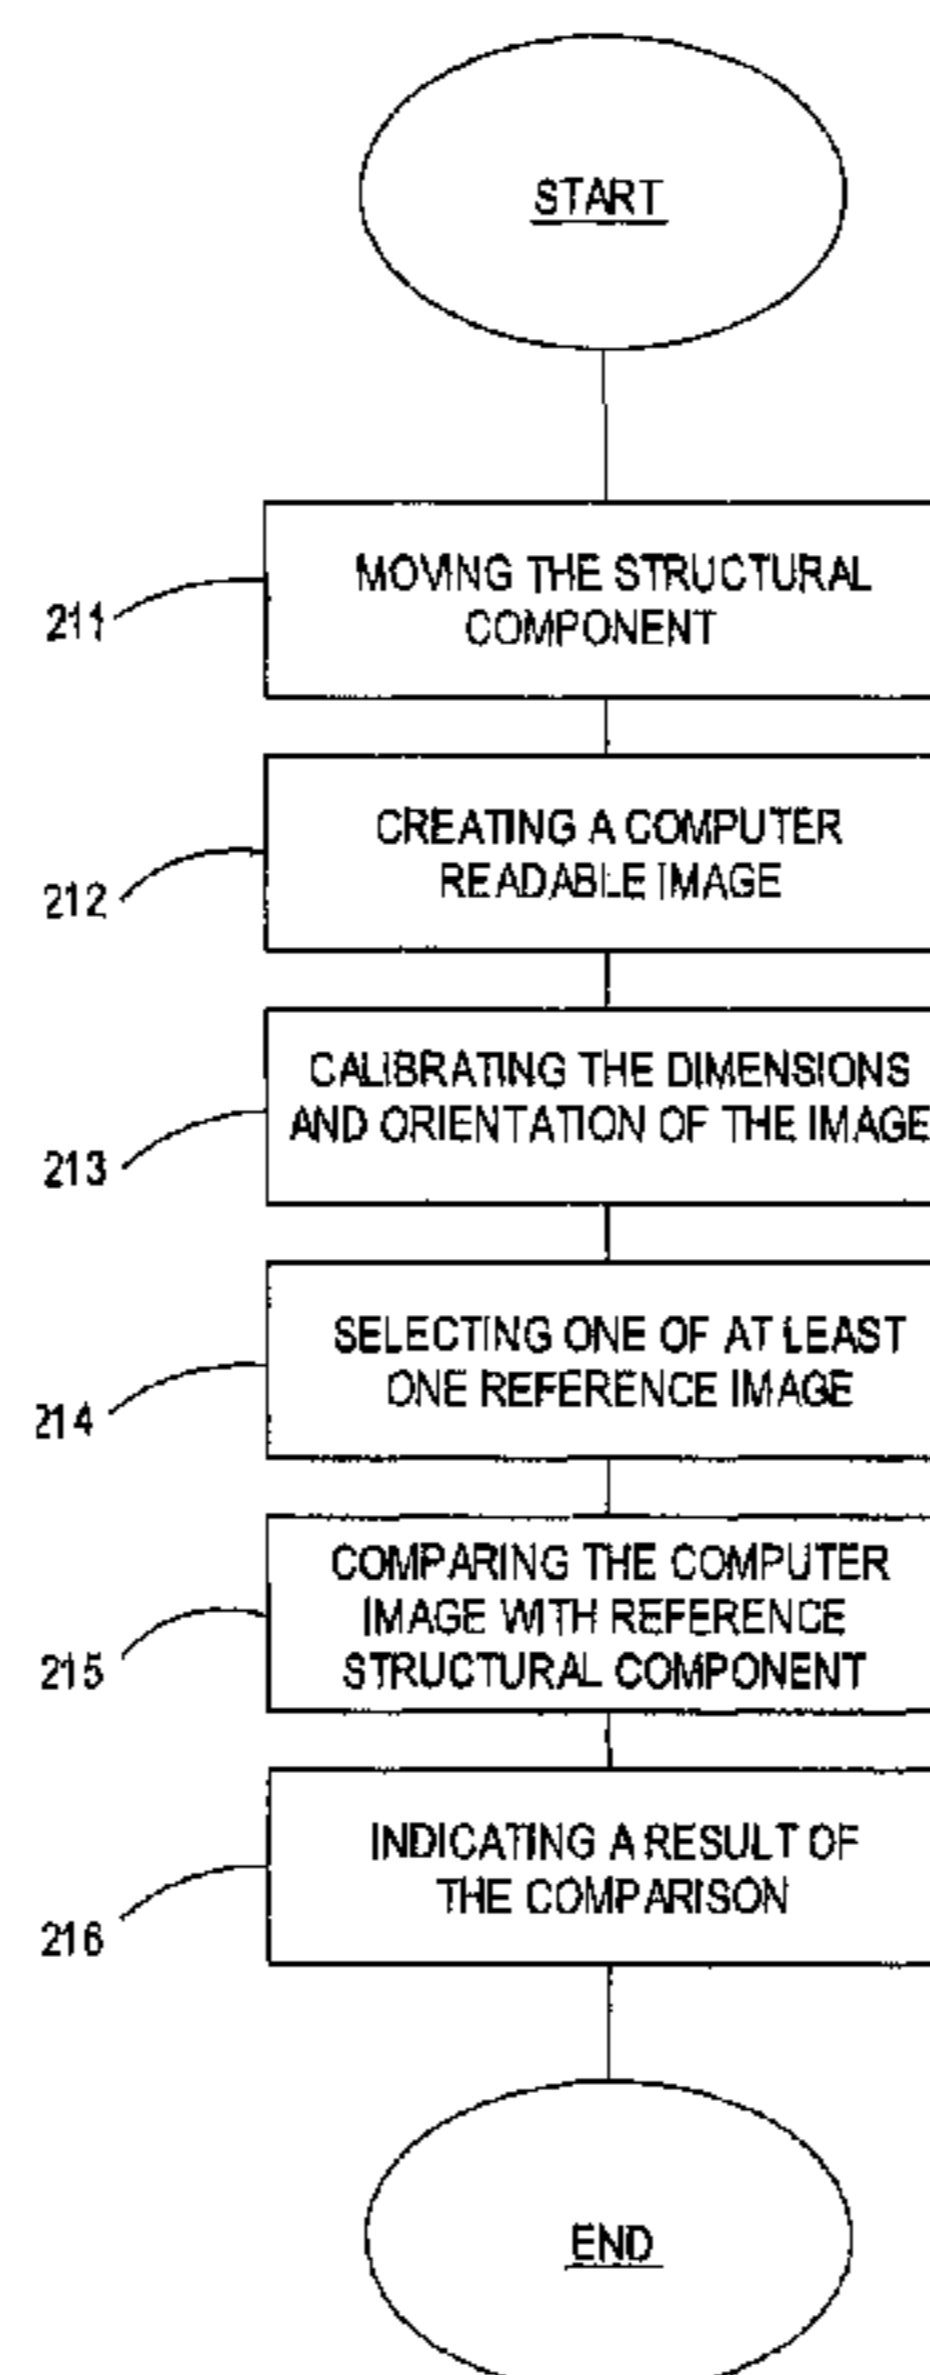 START
MOVING THE STRUCTURAL
COMPONENT
211
CREATING A COMPUTER
READABLE IMAGE
212
CALIBRATING THE DIMENSIONS
AND ORIENTATION OF THE IMAGE
213
SELECTING ONE OF AT LEAST
ONE REFERENCE IMAGE
214
COMPARING THE COMPUTER
IMAGE WITH REFERENCE
STRUCTURAL COMPONENT
215
INDICATING A RESULT OF
THE COMPARISON
216
END